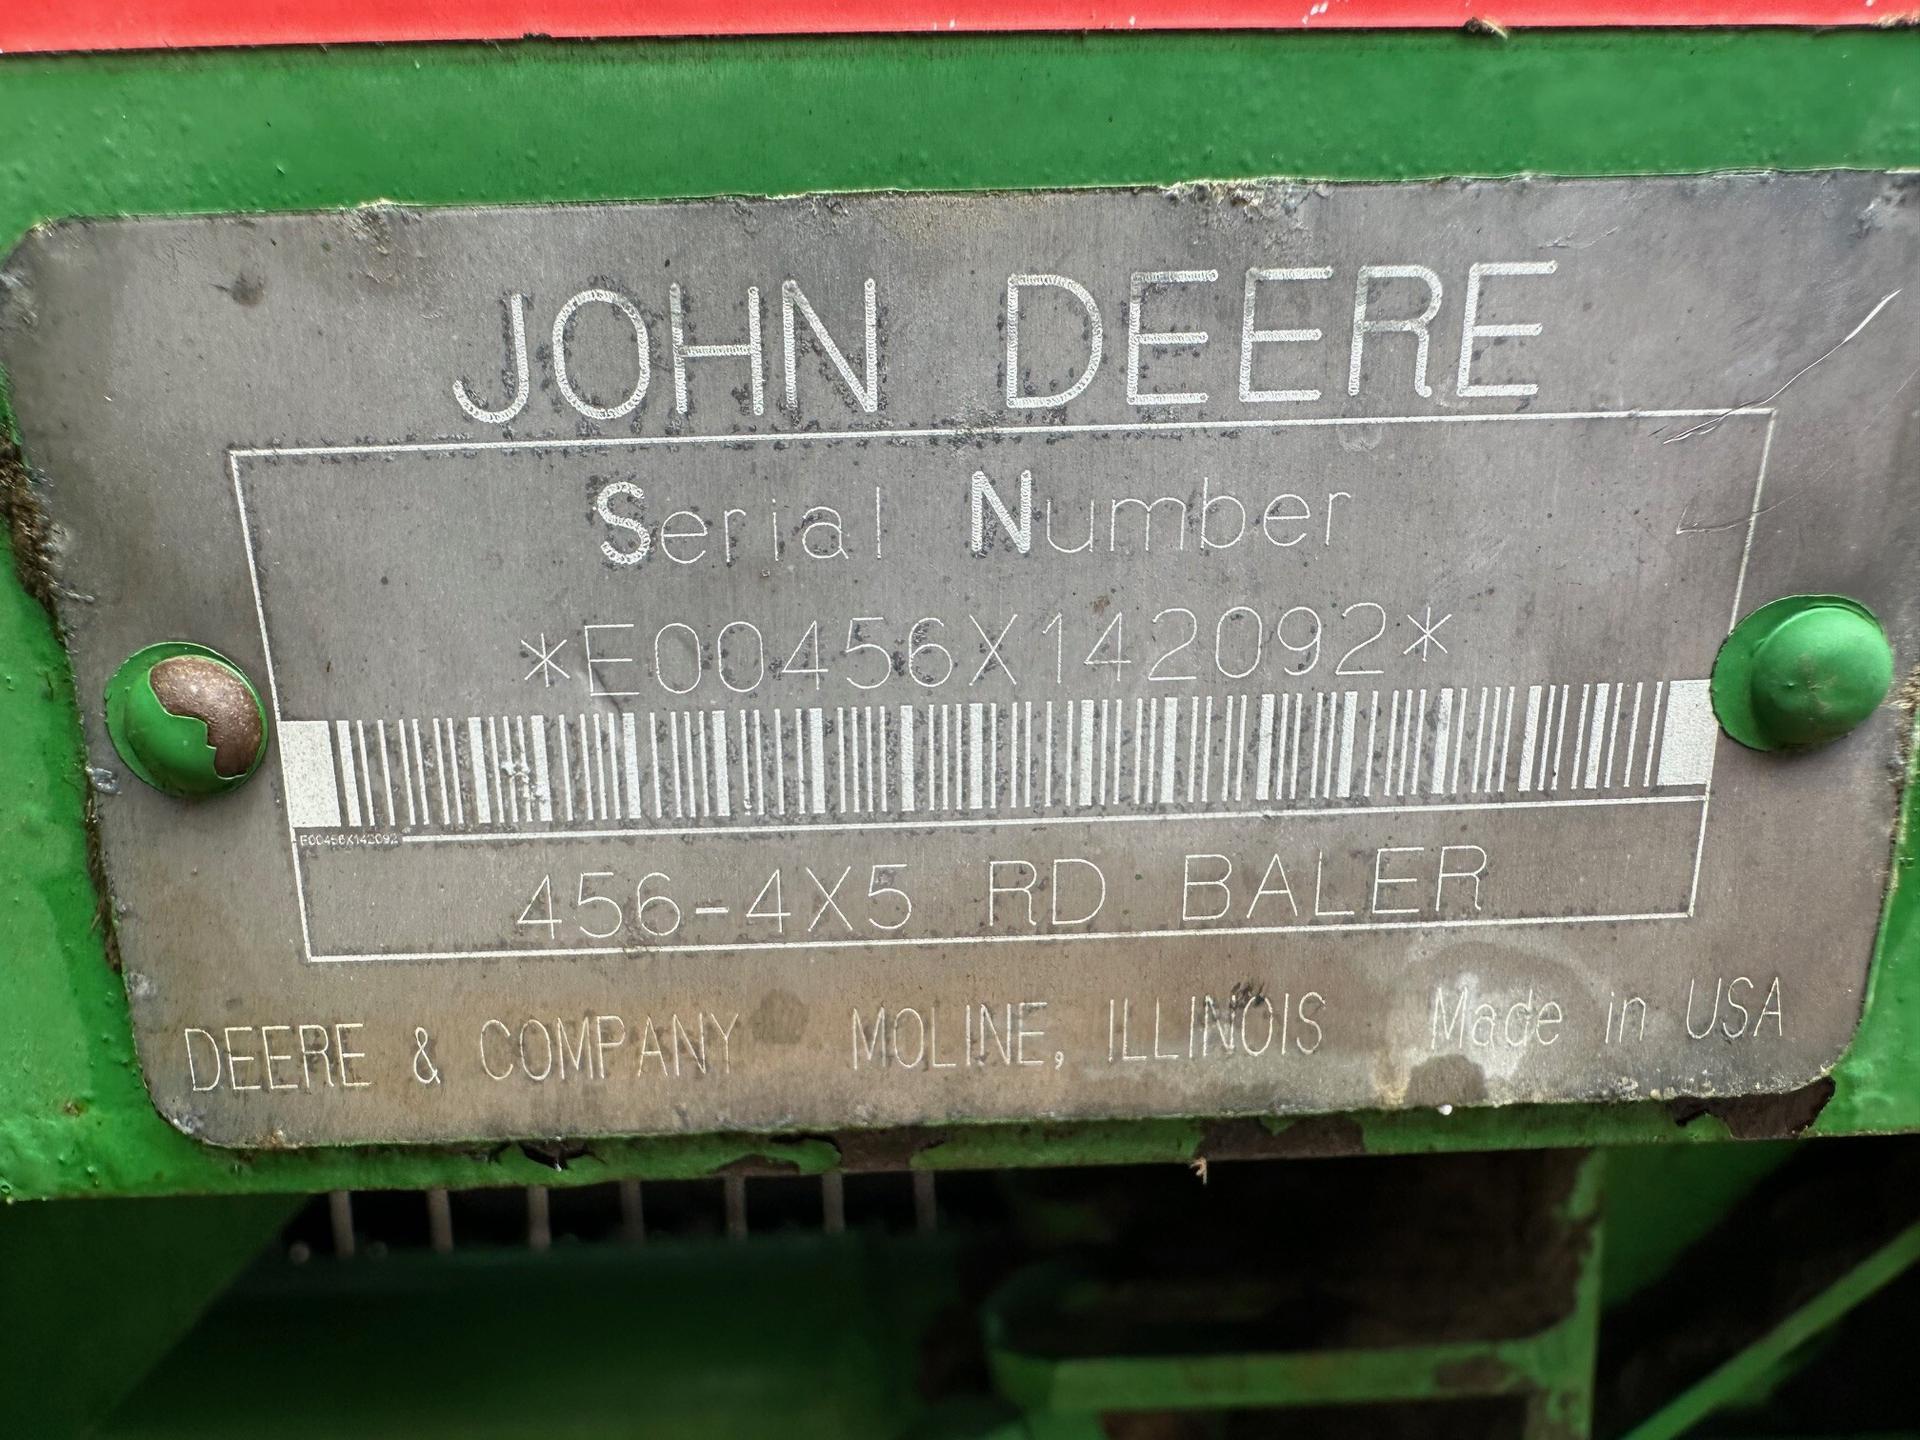 JOHN DEERE
Serial Number
*E00456X142092*
E00456X142092
456-4X5 RD BALER
DEERE & COMPANY MOLINE, ILLINOIS Made in USA